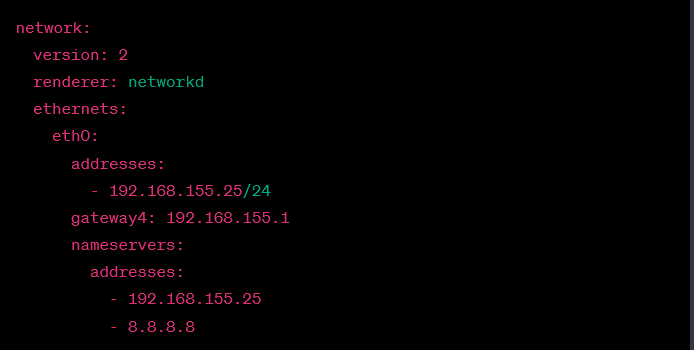 network:
  version: 2
  renderer: networkd
  ethernets:
    eth0:
      addresses:
        - 192.168.155.25/24
      gateway4: 192.168.155.1
      nameservers:
        addresses:
          - 192.168.155.25
          - 8.8.8.8